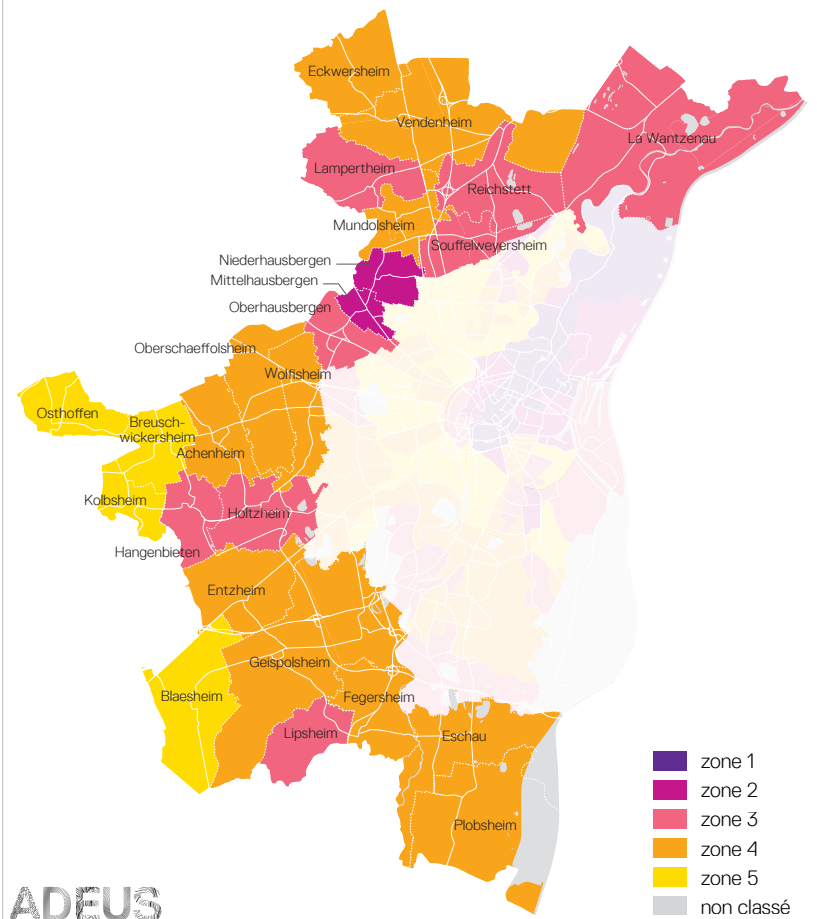 Eckwersheim
Vendenheim
La Wantzenau
Lampertheim
Reichstett
Mundolsheim
Souffelweyersheim
Niederhausbergen
Mittelhausbergen
Oberhausbergen
Oberschaeffolsheim
Wolfisheim
Osthoffen
Breusch-
wickersheim
Achenheim
Kolbsheim
Holtzheim
Hangenbieten
Entzheim
Geispolsheim
Blaesheim
Fegersheim
Lipsheim
Eschau
Plobsheim
zone 1
zone 2
zone 3
zone 4
zone 5
non classé
ADEUS